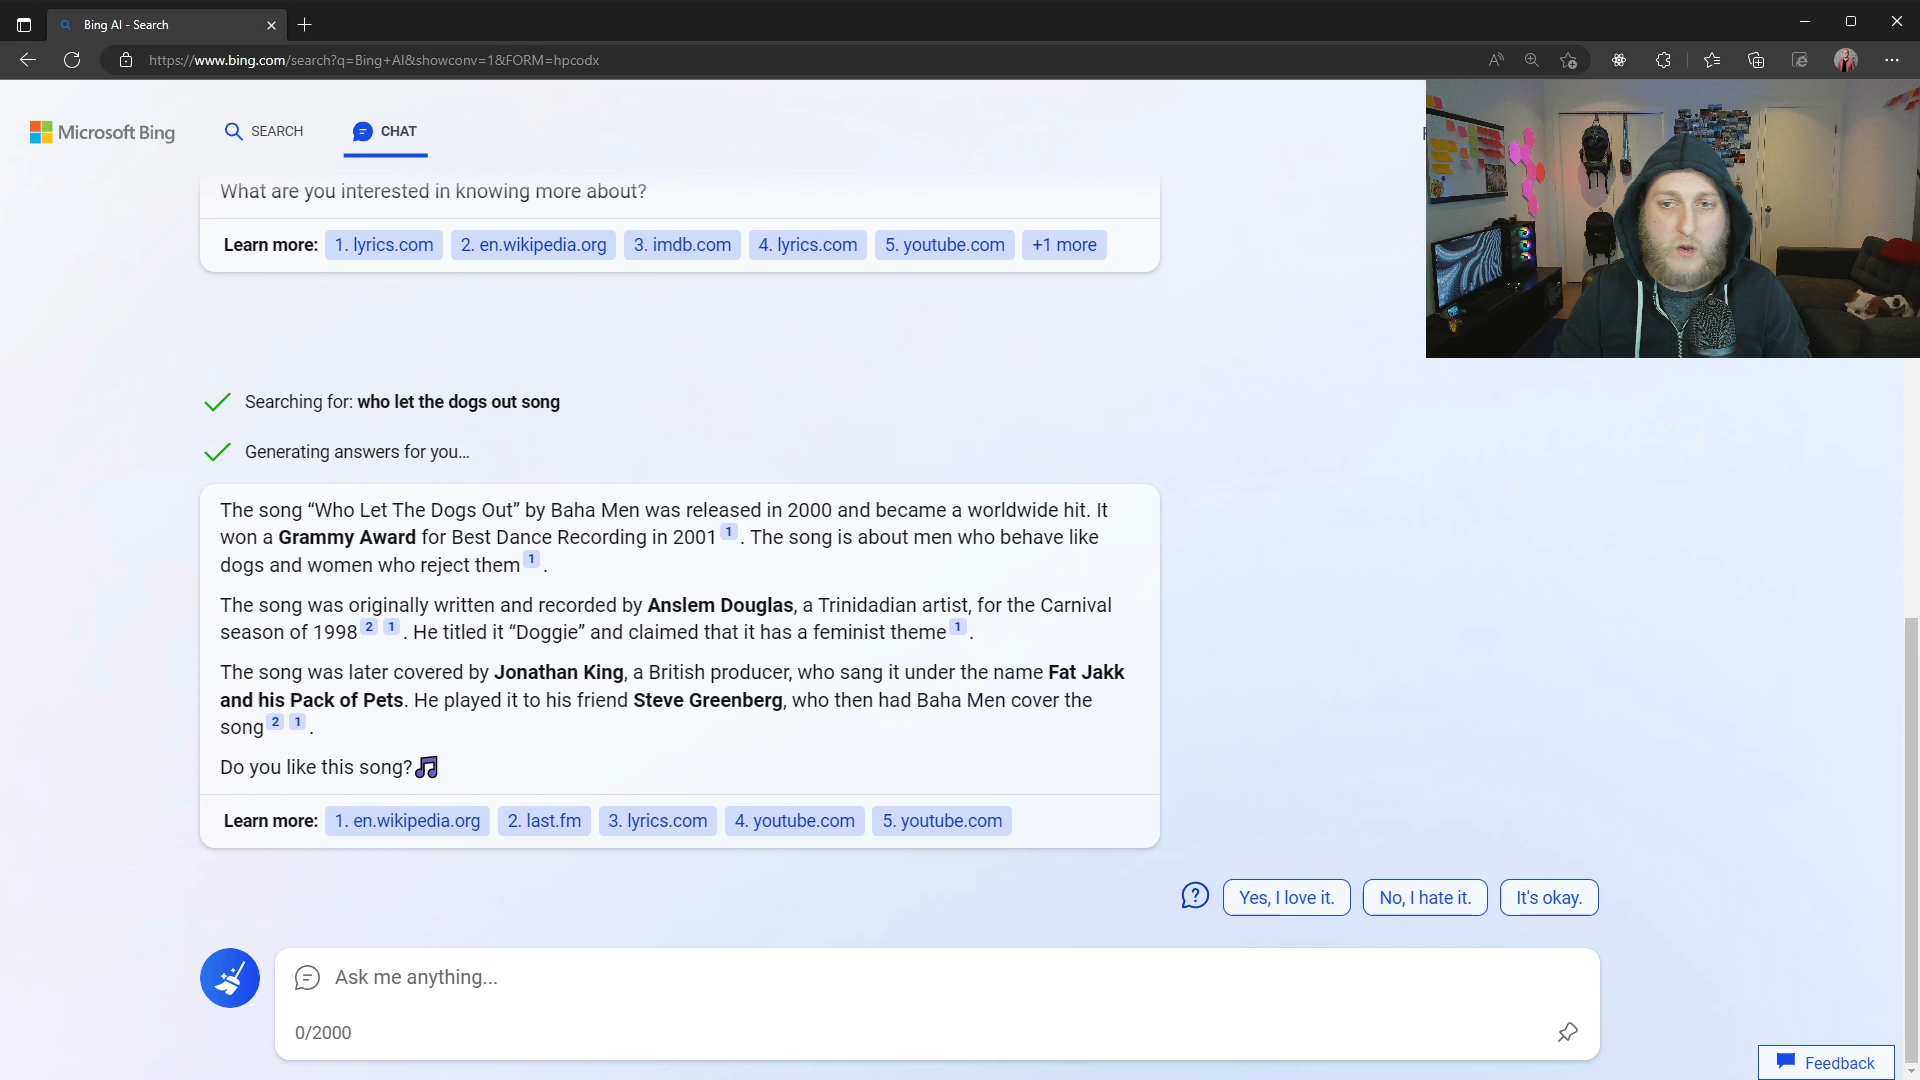 Bing AI - Search
https://www.bing.com/search?q=Bing+AI&showconv=1&FORM=hpcodx
Microsoft Bing
SEARCH
CHAT
What are you interested in knowing more about?
Learn more: 1. lyrics.com 2. en.wikipedia.org 3. imdb.com 4. lyrics.com 5. youtube.com +1 more
Searching for: who let the dogs out song
Generating answers for you...
The song “Who Let The Dogs Out” by Baha Men was released in 2000 and became a worldwide hit. It
won a Grammy Award for Best Dance Recording in 2001 1 . The song is about men who behave like
dogs and women who reject them 1 .
The song was originally written and recorded by Anslem Douglas, a Trinidadian artist, for the Carnival
season of 1998 2 1 . He titled it “Doggie” and claimed that it has a feminist theme 1 .
The song was later covered by Jonathan King, a British producer, who sang it under the name Fat Jakk
and his Pack of Pets. He played it to his friend Steve Greenberg, who then had Baha Men cover the
song 2 1 .
Do you like this song?
Learn more: 1. en.wikipedia.org 2. last.fm 3. lyrics.com 4. youtube.com 5. youtube.com
Yes, I love it.
No, I hate it.
It's okay.
Ask me anything...
0/2000
Feedback